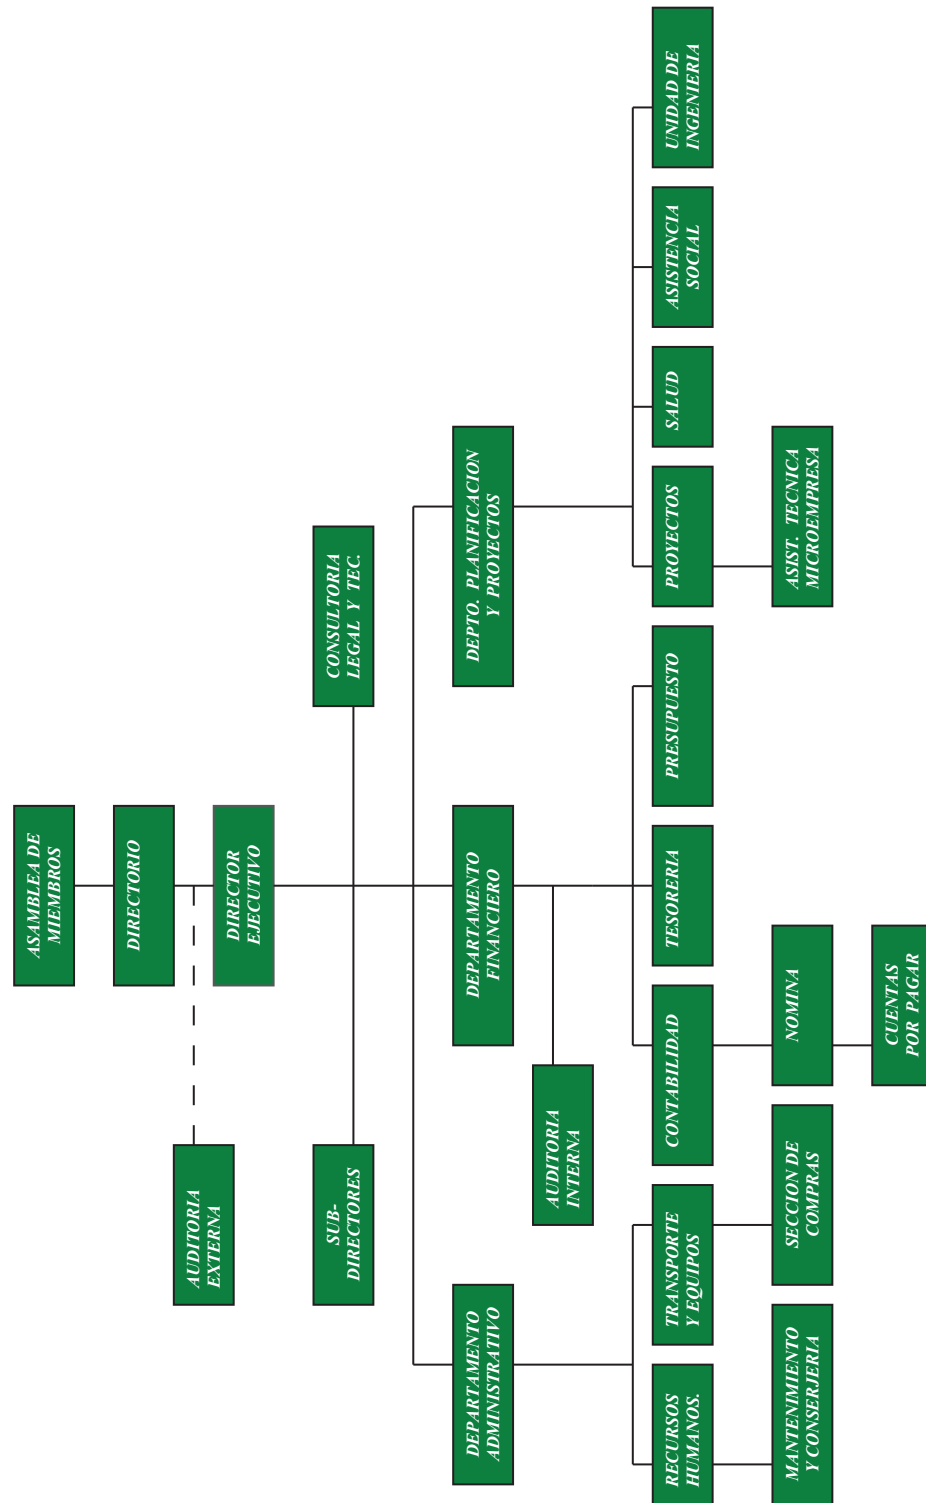 ASAMBLEA DE
MIEMBROS
DIRECTORIO
AUDITORIA
EXTERNA
DIRECTOR
EJECUTIVO
SUB-
DIRECTORES
CONSULTORIA
LEGAL Y TEC.
DEPARTAMENTO
ADMINISTRATIVO
DEPARTAMENTO
FINANCIERO
DEPTO. PLANIFICACION
Y PROYECTOS
AUDITORIA
INTERNA
RECURSOS
HUMANOS.
TRANSPORTE
Y EQUIPOS
CONTABILIDAD
TESORERIA
PRESUPUESTO
PROYECTOS
SALUD
ASISTENCIA
SOCIAL
UNIDAD DE
INGENIERIA
MANTENIMIENTO
Y CONSERJERIA
SECCION DE
COMPRAS
NOMINA
ASIST. TECNICA
MICROEMPRESA
CUENTAS
POR PAGAR